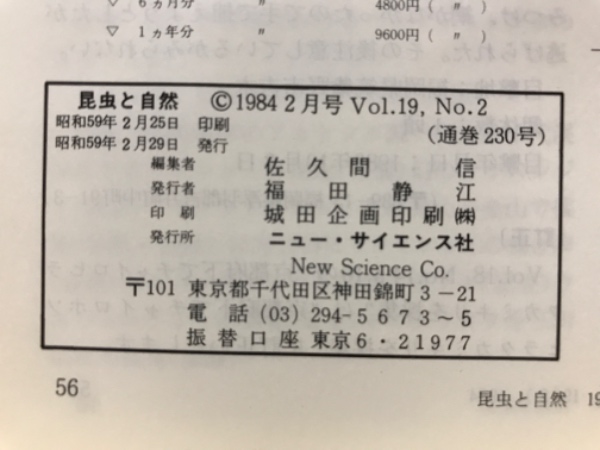 ▽ 6ヵ月分 〃 4800円 ( 〃 )
▽ 1ヵ年分 〃 9600円 ( 〃 )
昆虫と自然 ©1984 2月号 Vol.19, No.2
昭和59年2月25日 印刷 (通巻230号)
昭和59年2月29日 発行
編集者 佐久間 信
発行者 福田静江
印刷 城田企画印刷㈱
発行所 ニュー・サイエンス社
New Science Co.
〒101 東京都千代田区神田錦町3-21
電話 (03) 294-5673~5
振替口座 東京6・21977
56
昆虫と自然 19